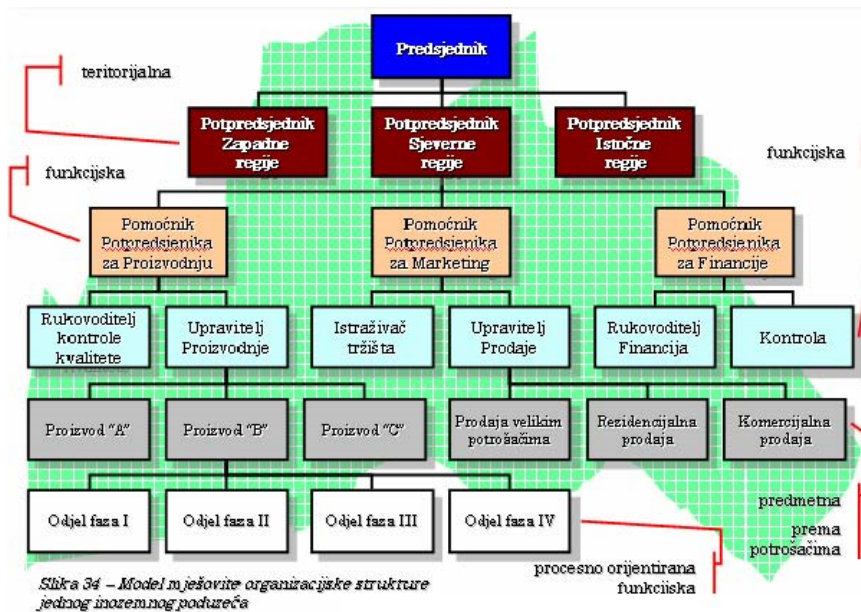 Predsjednik
teritorijalna
Potpredsjednik
Zapadne
regije
Potpredsjednik
Sjeverne
regije
Potpredsjednik
Istočne
regije
funkcijska
funkcijska
Pomoćnik
Potpredsjenika
za Proizvodnju
Pomoćnik
Potpredsjenika
za Marketing
Pomoćnik
Potpredsjenika
za Financije
Rukovoditelj
kontrole
kvalitete
Upravitelj
Proizvodnje
Istraživač
tržišta
Upravitelj
Prodaje
Rukovoditelj
Financija
Kontrola
Proizvod "A"
Proizvod "B"
Proizvod "C"
Prodaja velikim
potrošačima
Rezidencijalna
prodaja
Komercijalna
prodaja
Odjel faza I
Odjel faza II
Odjel faza III
Odjel faza IV
predmetna
prema
potrošačima
procesno orijentirana
funkcijska
Slika 34 – Model mješovite organizacijske strukture
jednog inozemnog poduzeća